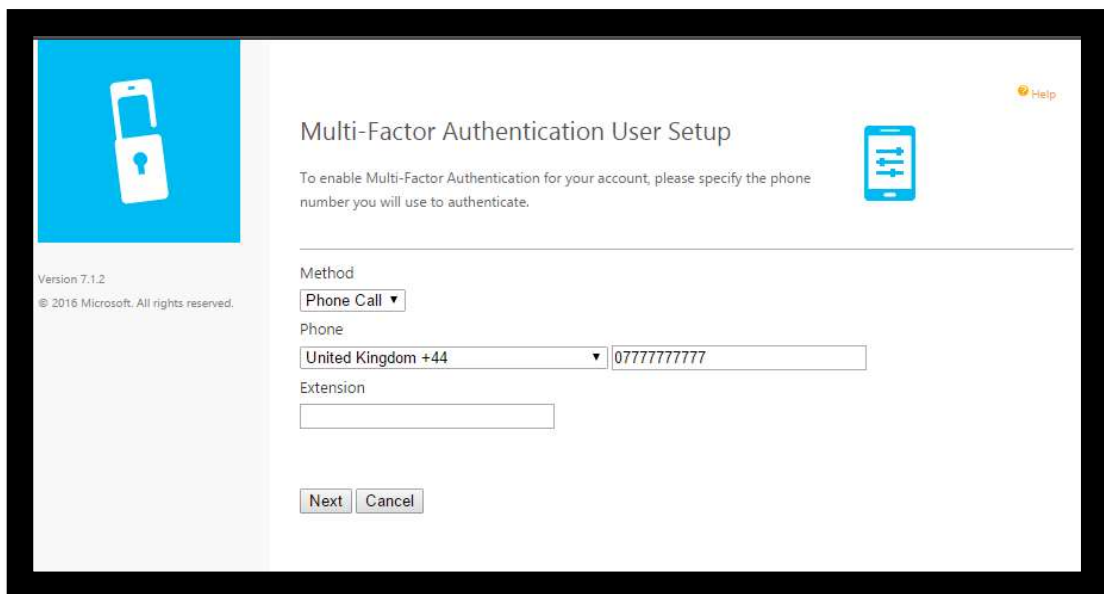 Help
Multi-Factor Authentication User Setup
To enable Multi-Factor Authentication for your account, please specify the phone
number you will use to authenticate.
Version 7.1.2
© 2016 Microsoft. All rights reserved.
Method
Phone Call
Phone
United Kingdom +44 07777777777
Extension
Next Cancel